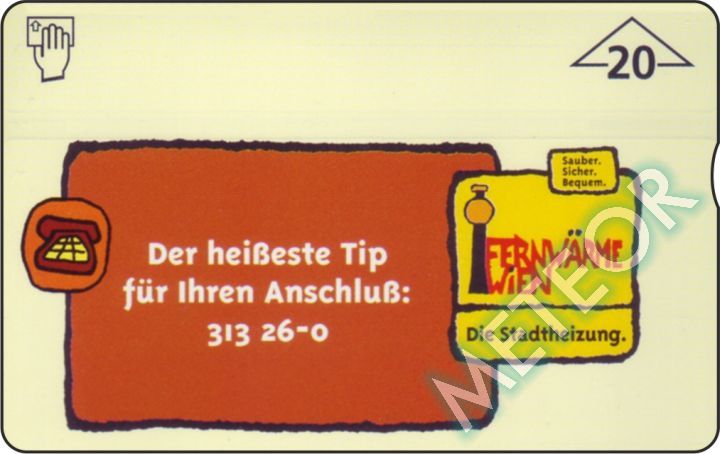 20
Sauber.
Sicher.
Bequem.
Der heißeste Tip
für Ihren Anschluß:
313 26-0
FERNWÄRME
WiEN
Die Stadtheizung.
METEOR